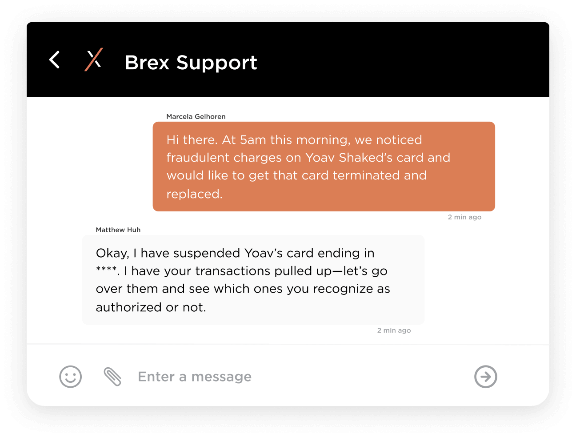 Brex Support
Marcela Gelhoren
Hi there. At 5am this morning, we noticed
fraudulent charges on Yoav Shaked's card and
would like to get that card terminated and
replaced.
2 min ago
Matthew Huh
Okay, I have suspended Yoav's card ending in
****. I have your transactions pulled up—let's go
over them and see which ones you recognize as
authorized or not.
2 min ago
Enter a message